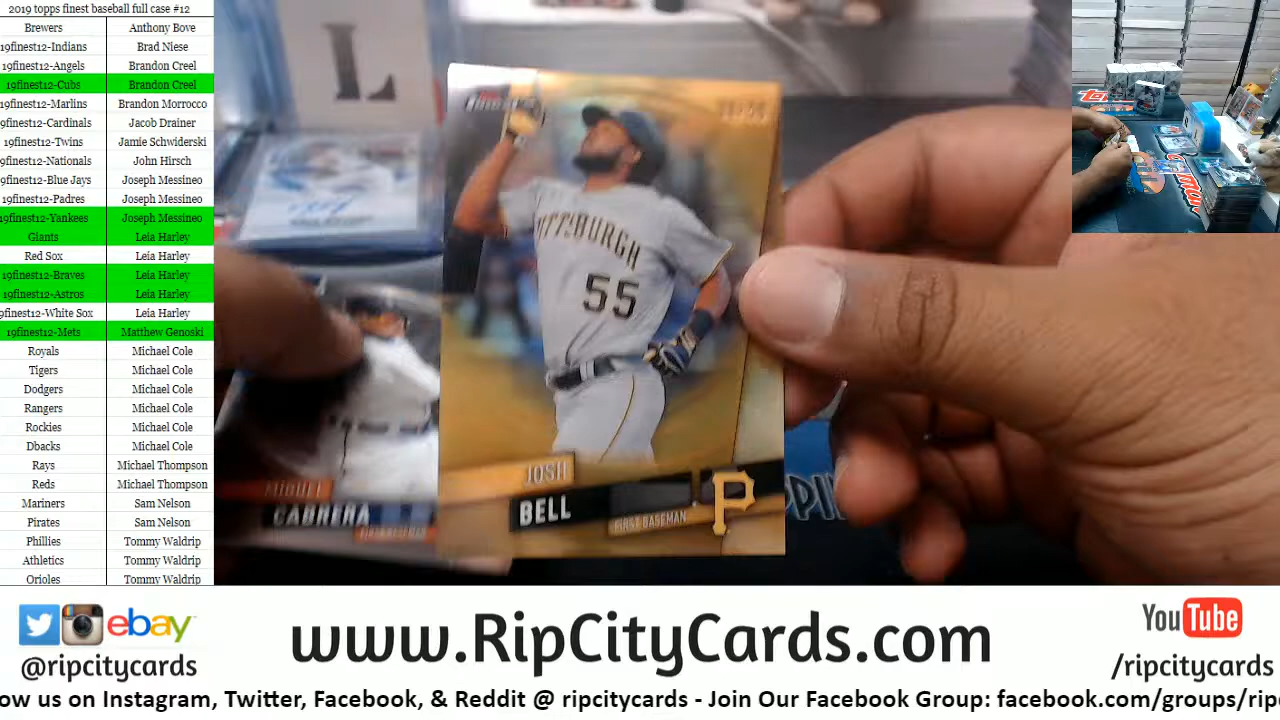 2019 topps finest baseball full case #12
Brewers Anthony Bove
19finest12-Indians Brad Niese
19finest12-Angels Brandon Creel
19finest12-Cubs Brandon Creel
19finest12-Marlins Brandon Morrocco
19finest12-Cardinals Jacob Drainer
19finest12-Twins Jamie Schwiderski
19finest12-Nationals John Hirsch
19finest12-Blue Jays Joseph Messineo
19finest12-Padres Joseph Messineo
19finest12-Yankees Joseph Messineo
Giants Leia Harley
Red Sox Leia Harley
19finest12-Braves Leia Harley
19finest12-Astros Leia Harley
9finest12-White Sox Leia Harley
19finest12-Mets Matthew Genoski
Royals Michael Cole
Tigers Michael Cole
Dodgers Michael Cole
Rangers Michael Cole
Rockies Michael Cole
Dbacks Michael Cole
Rays Michael Thompson
Reds Michael Thompson
Mariners Sam Nelson
Pirates Sam Nelson
Phillies Tommy Waldrip
Athletics Tommy Waldrip
Orioles Tommy Waldrip
L
PITTSBURGH
55
JOSH
BELL
FIRST BASEMAN
P
MIGUEL
CABRERA
ebay
@ripcitycards
www.RipCityCards.com
YouTube
/ripcitycards
ow us on Instagram, Twitter, Facebook, & Reddit @ ripcitycards - Join Our Facebook Group: facebook.com/groups/rip